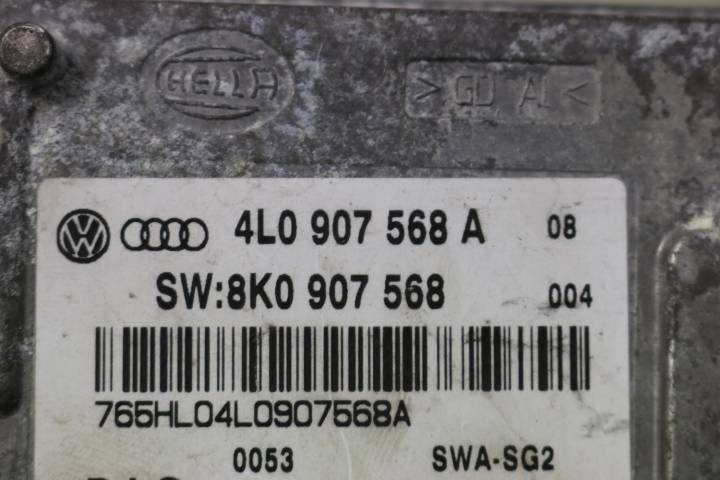 HELLA
> GD Al <
4L0 907 568 A 08
SW:8K0 907 568 004
765HL04L0907568A
0053 SWA-SG2